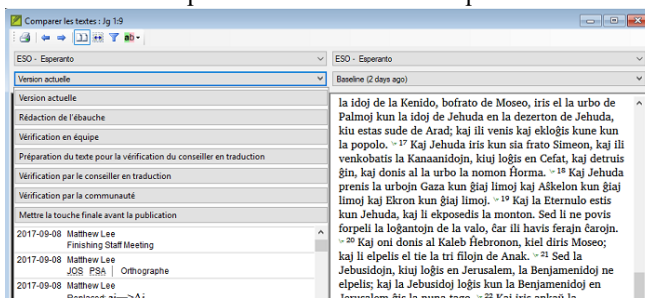 Comparer les textes : Jg 1:9
ESO - Esperanto
ESO - Esperanto
Version actuelle
Baseline (2 days ago)
Version actuelle
Rédaction de l'ébauche
Vérification en équipe
Préparation du texte pour la vérification du conseiller en traduction
Vérification par le conseiller en traduction
Vérification par la communauté
Mettre la touche finale avant la publication
2017-09-08 Matthew Lee
Finishing Staff Meeting
2017-09-08 Matthew Lee
JOS PSA | Orthographe
2017-09-08 Matthew Lee
la idoj de la Kenido, bofrato de Moseo, iris el la urbo de
Palmoj kun la idoj de Jehuda en la dezerton de Jehuda,
kiu estas sude de Arad; kaj ili venis kaj ekloĝis kune kun
la popolo. 17 Kaj Jehuda iris kun sia frato Simeon, kaj ili
venkobatis la Kanaanidojn, kiuj loĝis en Cefat, kaj detruis
ĝin, kaj donis al la urbo la nomon Ĥorma. 18 Kaj Jehuda
prenis la urbojn Gaza kun ĝiaj limoj kaj Aŝkelon kun ĝiaj
limoj kaj Ekron kun ĝiaj limoj. 19 Kaj la Eternulo estis
kun Jehuda, kaj li ekposedis la monton. Sed li ne povis
forpeli la loĝantojn de la valo, ĉar ili havis ferajn ĉarojn.
20 Kaj oni donis al Kaleb Ĥebronon, kiel diris Moseo;
kaj li elpelis el tie la tri filojn de Anak. 21 Sed la
Jebusidojn, kiuj loĝis en Jerusalem, la Benjamenidoj ne
elpelis; kaj la Jebusidoj loĝis kun la Benjamenidoj en
Jerusalem ĝis la nuna tago. 22 Kaj iris ankaŭ la